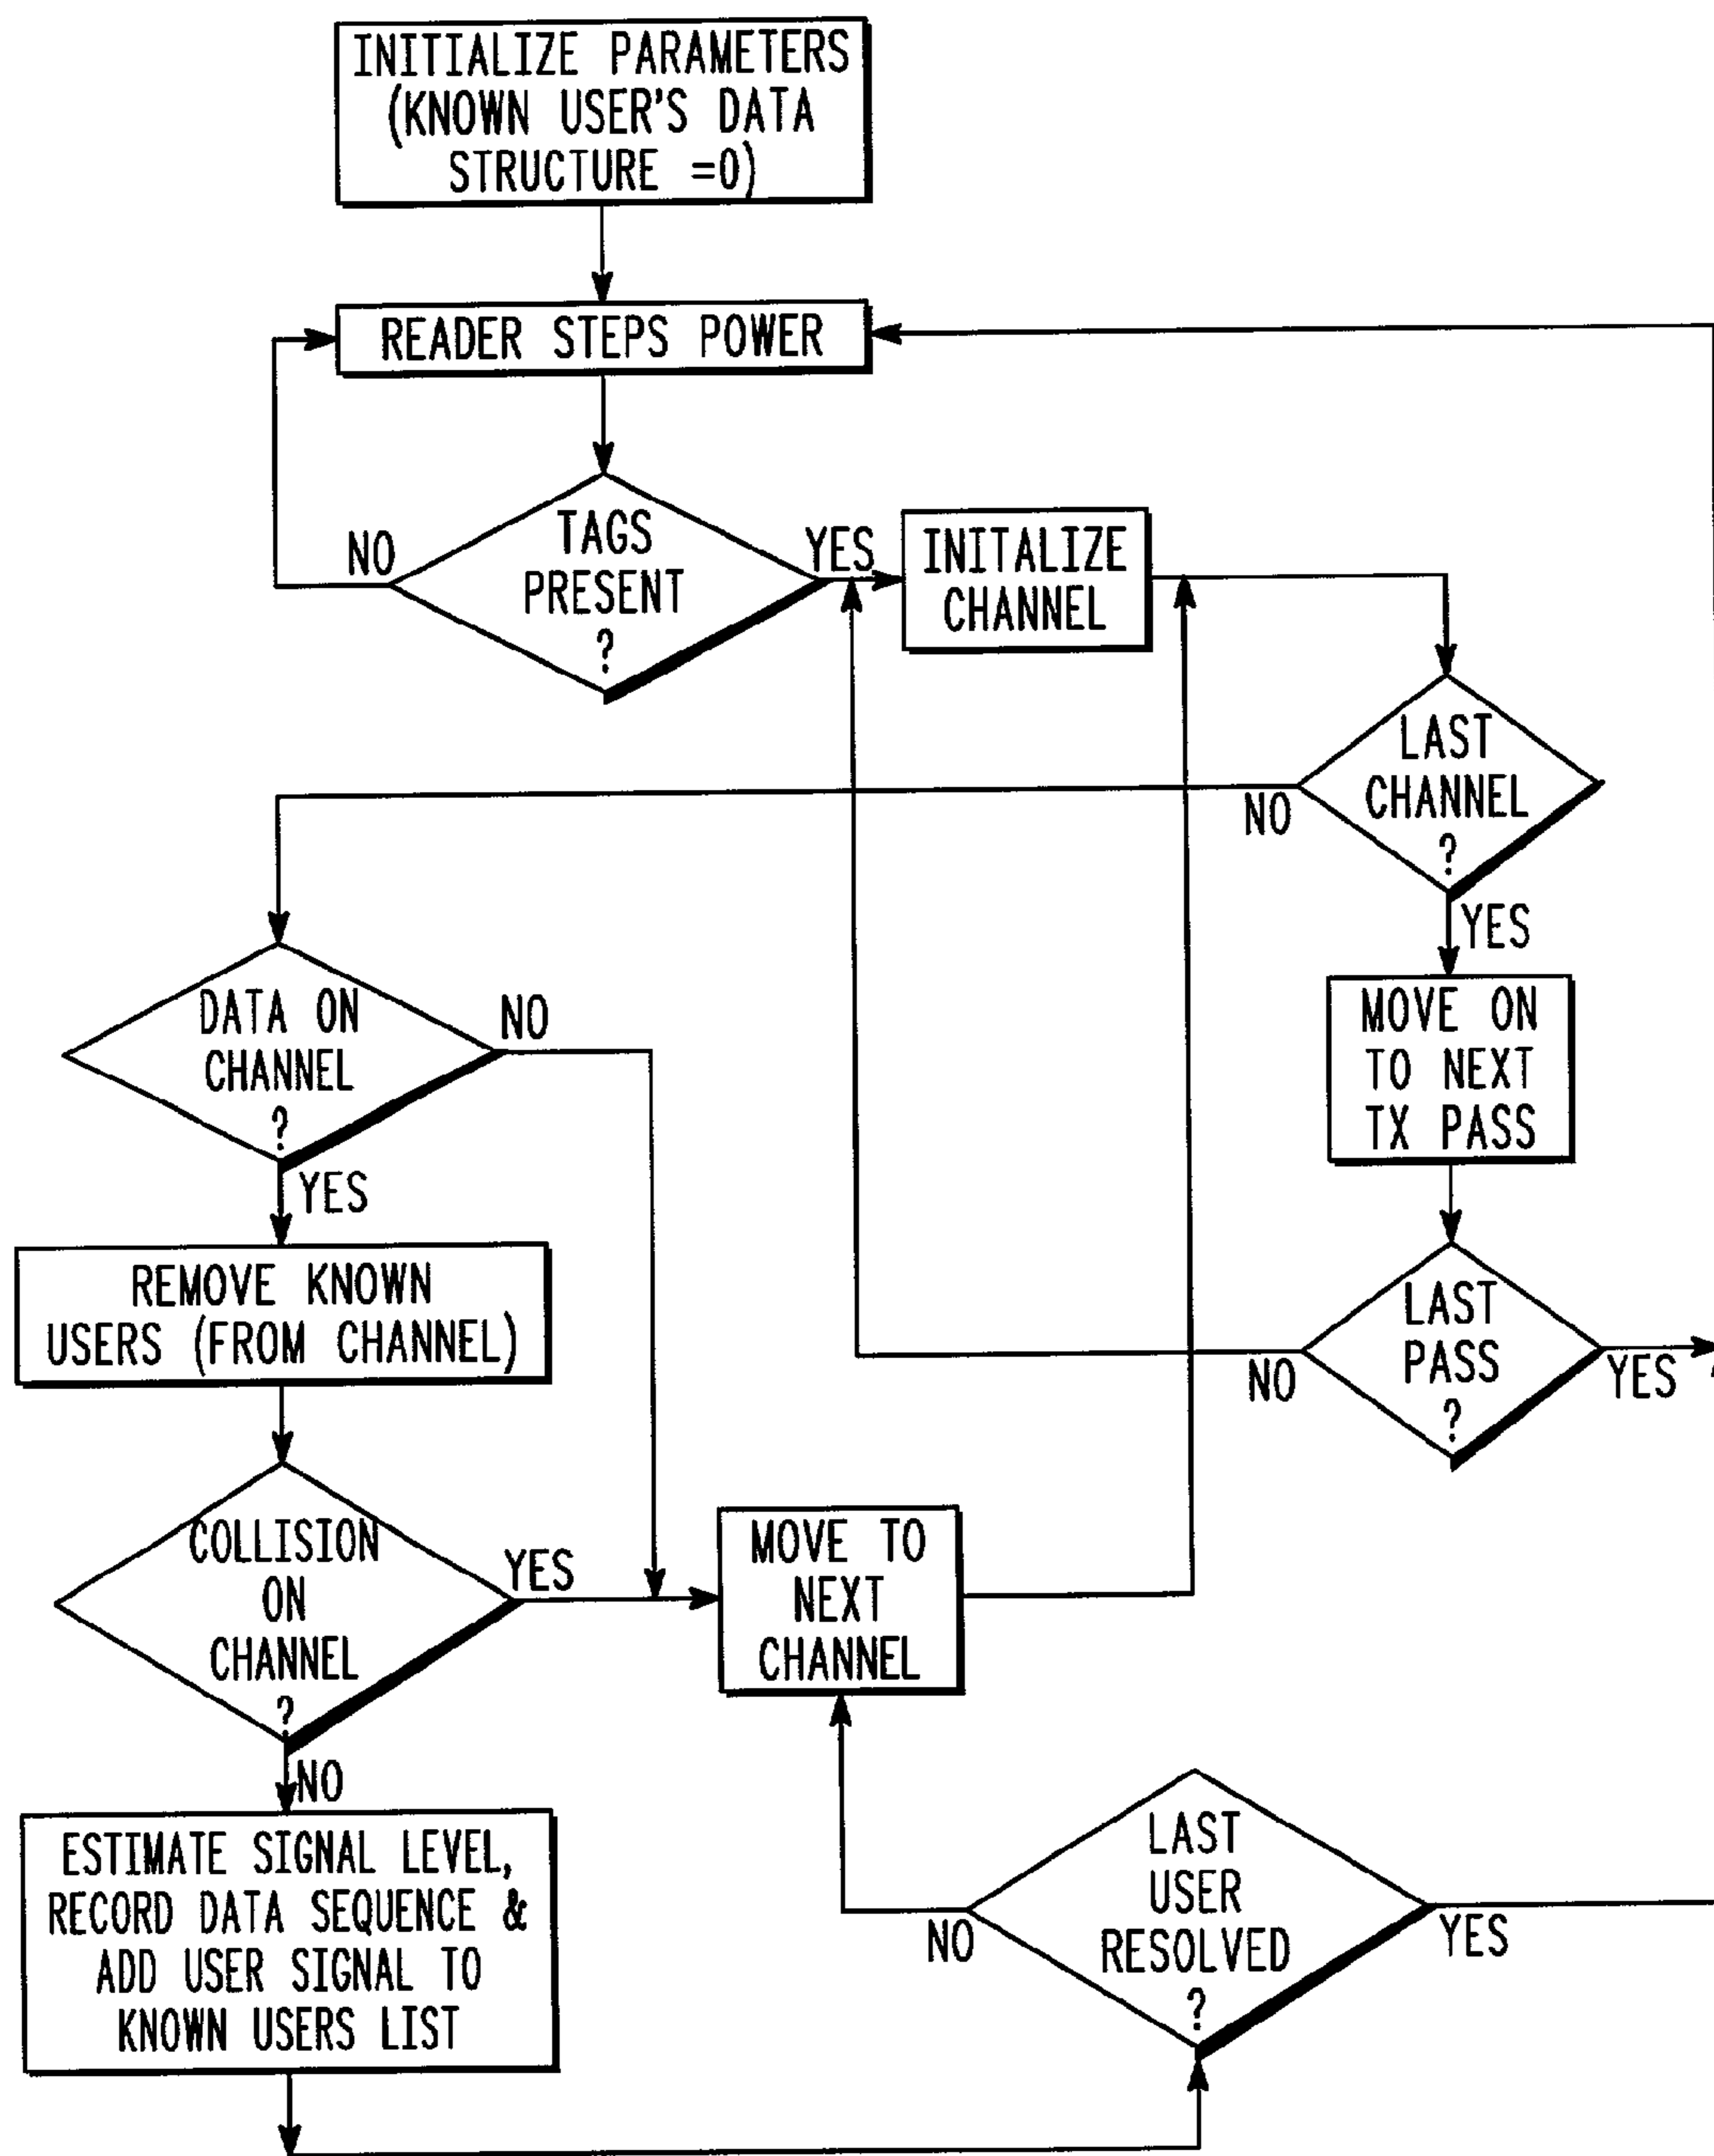 INITIALIZE PARAMETERS
(KNOWN USER'S DATA
STRUCTURE =0)
READER STEPS POWER
TAGS
PRESENT
?
NO
YES
INITALIZE
CHANNEL
LAST
CHANNEL
?
NO
YES
MOVE ON
TO NEXT
TX PASS
LAST
PASS
?
NO
YES
DATA ON
CHANNEL
?
NO
YES
REMOVE KNOWN
USERS (FROM CHANNEL)
COLLISION
ON
CHANNEL
?
YES
NO
MOVE TO
NEXT
CHANNEL
ESTIMATE SIGNAL LEVEL,
RECORD DATA SEQUENCE &
ADD USER SIGNAL TO
KNOWN USERS LIST
LAST
USER
RESOLVED
?
NO
YES